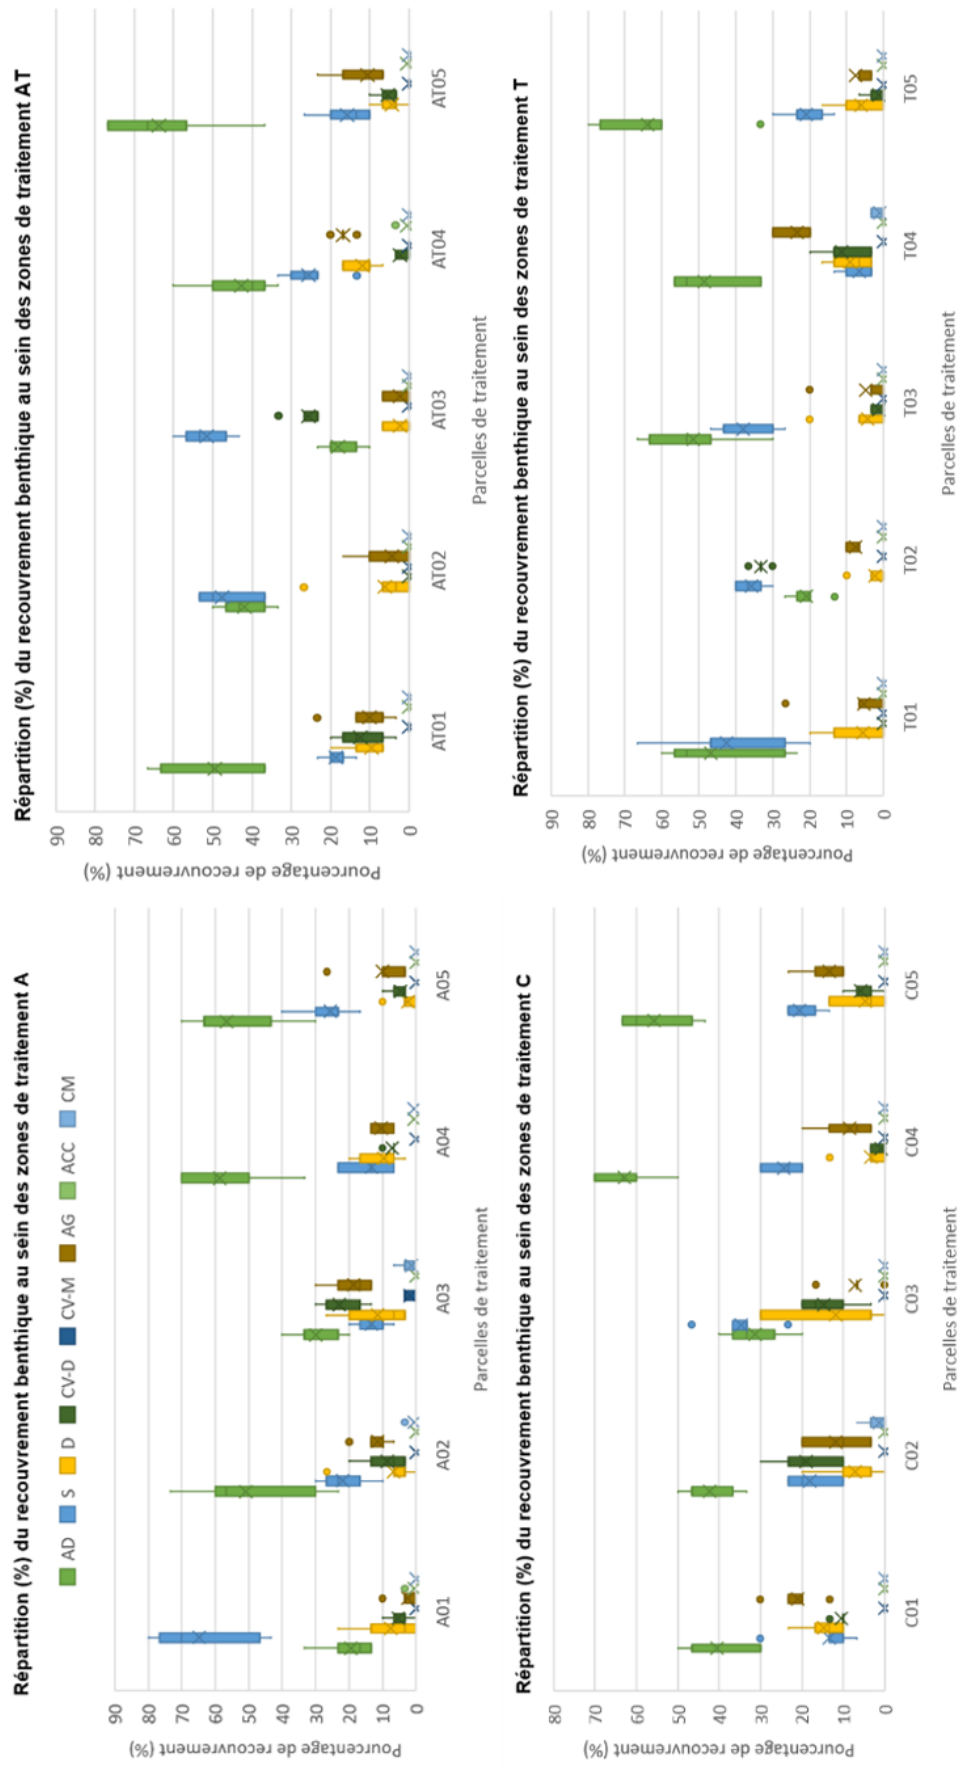 Répartition (%) du recouvrement benthique au sein des zones de traitement A
AD S D CV-D CV-M AG ACC CM
Pourcentage de recouvrement (%)
90
80
70
60
50
40
30
20
10
0
A01 A02 A03 A04 A05
Parcelles de traitement
Répartition (%) du recouvrement benthique au sein des zones de traitement AT
Pourcentage de recouvrement (%)
90
80
70
60
50
40
30
20
10
0
AT01 AT02 AT03 AT04 AT05
Parcelles de traitement
Répartition (%) du recouvrement benthique au sein des zones de traitement C
Pourcentage de recouvrement (%)
80
70
60
50
40
30
20
10
0
C01 C02 C03 C04 C05
Parcelles de traitement
Répartition (%) du recouvrement benthique au sein des zones de traitement T
Pourcentage de recouvrement (%)
90
80
70
60
50
40
30
20
10
0
T01 T02 T03 T04 T05
Parcelles de traitement